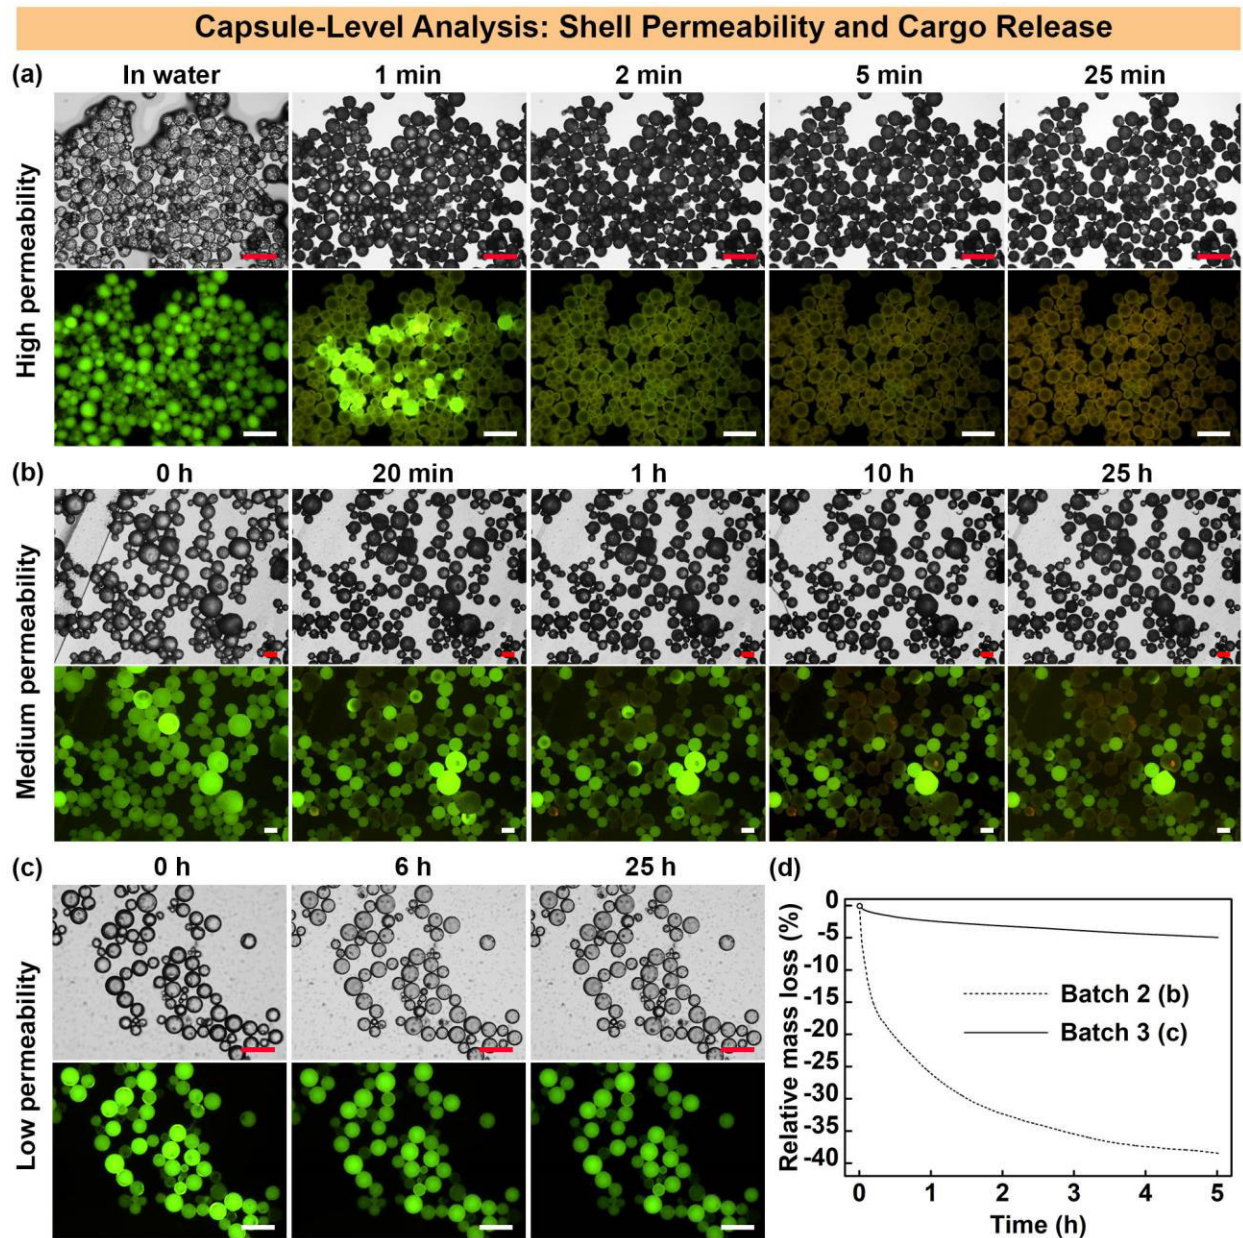 Capsule-Level Analysis: Shell Permeability and Cargo Release
(a)
In water
1 min
2 min
5 min
25 min
High permeability
(b)
0 h
20 min
1 h
10 h
25 h
Medium permeability
(c)
0 h
6 h
25 h
Low permeability
(d)
Relative mass loss (%)
0
-5
-10
-15
-20
-25
-30
-35
-40
Batch 2 (b)
Batch 3 (c)
0 1 2 3 4 5
Time (h)